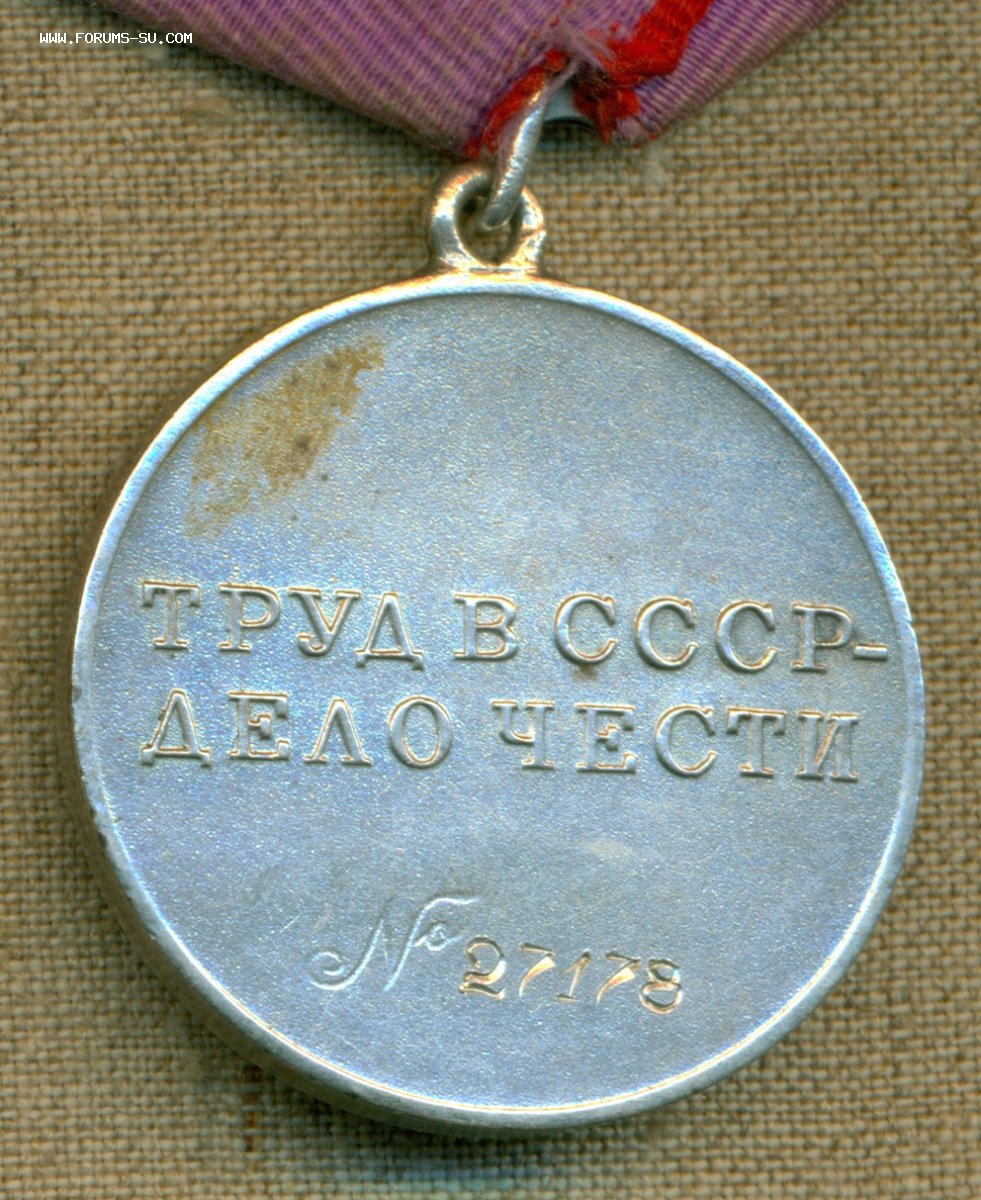 WWW.FORUMS-SU.COM
ТРУД В СССР-
ДЕЛО ЧЕСТИ
№ 27178